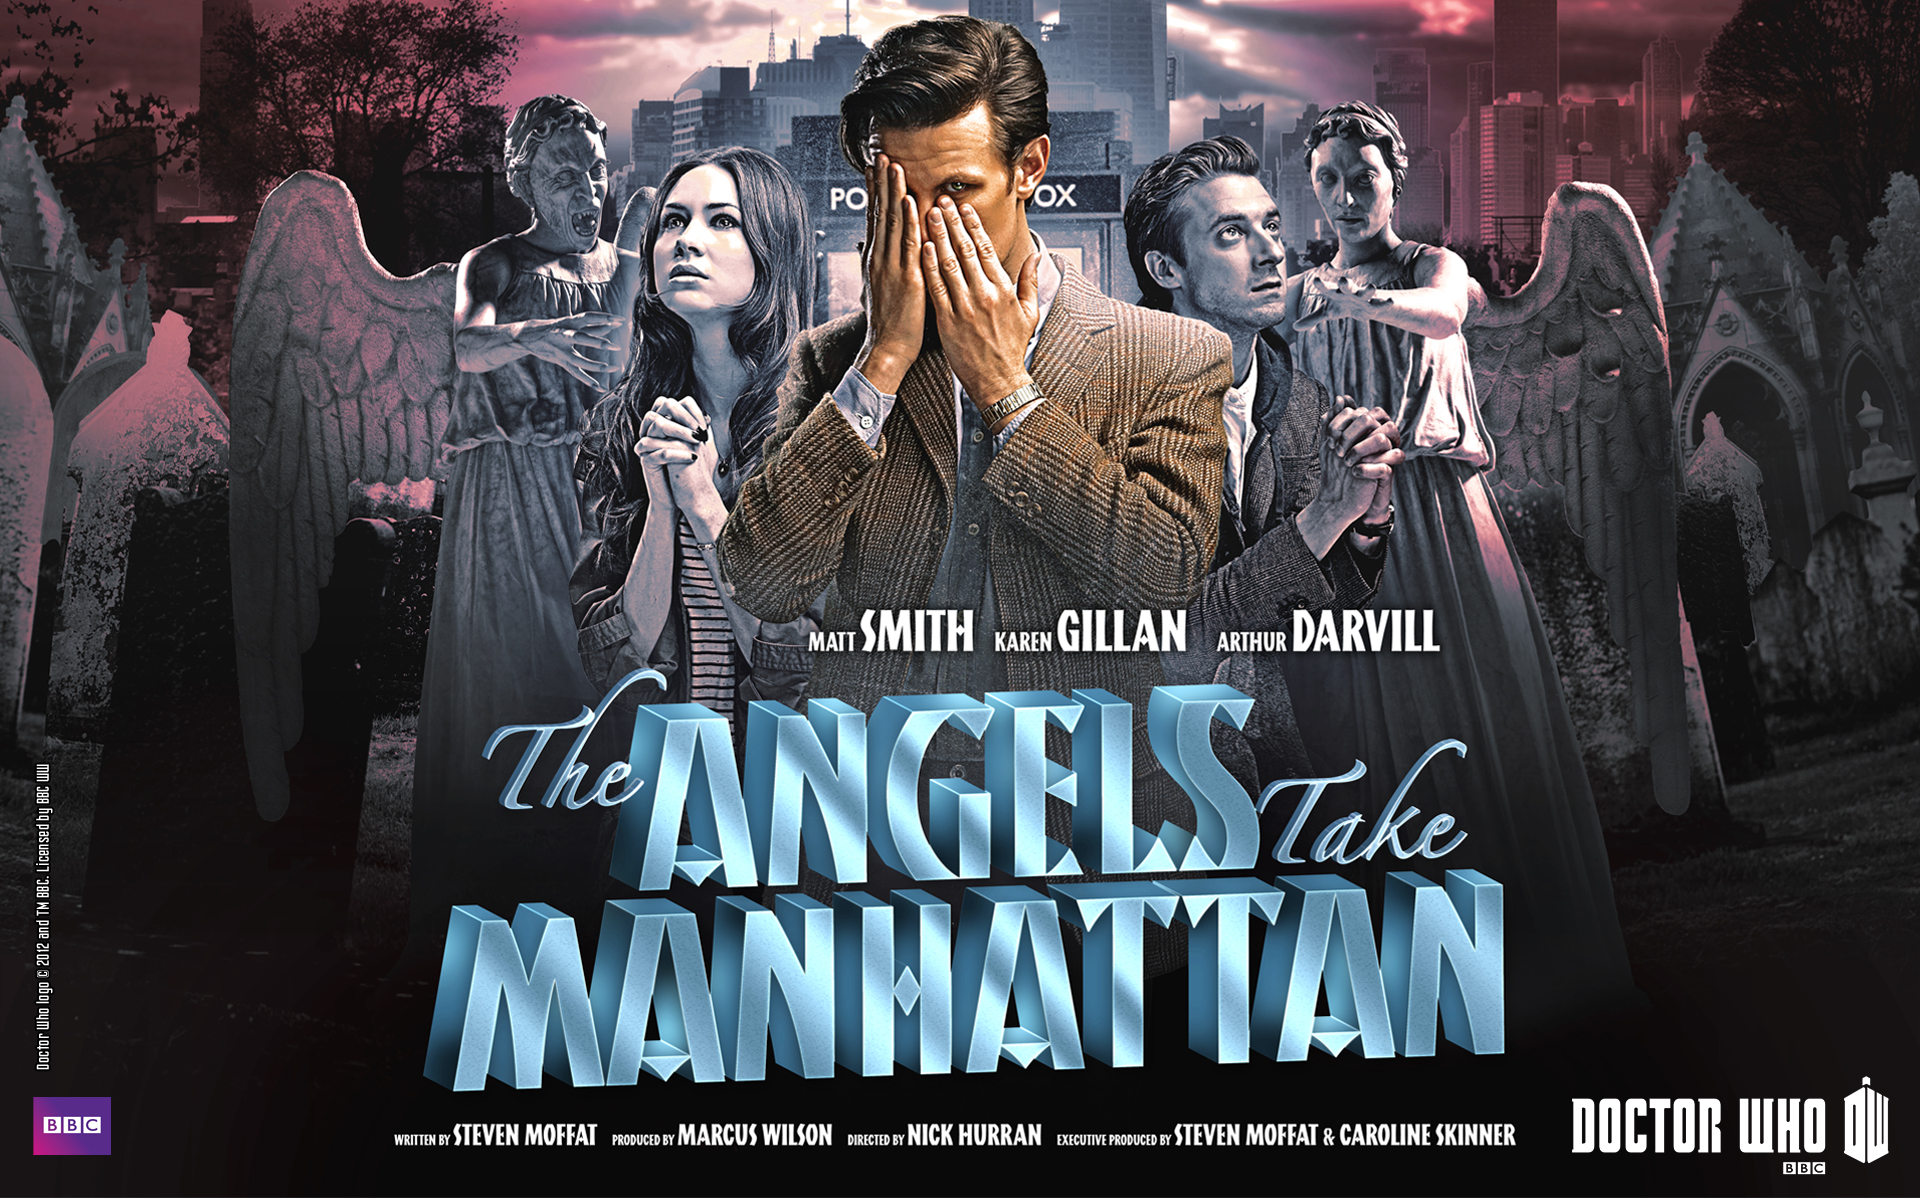 PO OX
MATT SMITH KAREN GILLAN ARTHUR DARVILL
The ANGELS Take
MANHATTAN
WRITTEN BY STEVEN MOFFAT PRODUCED BY MARCUS WILSON DIRECTED BY NICK HURRAN EXECUTIVE PRODUCED BY STEVEN MOFFAT & CAROLINE SKINNER
Doctor Who logo © 2012 and TM BBC. Licensed by BBC WW
BBC
DOCTOR WHO DW
BBC